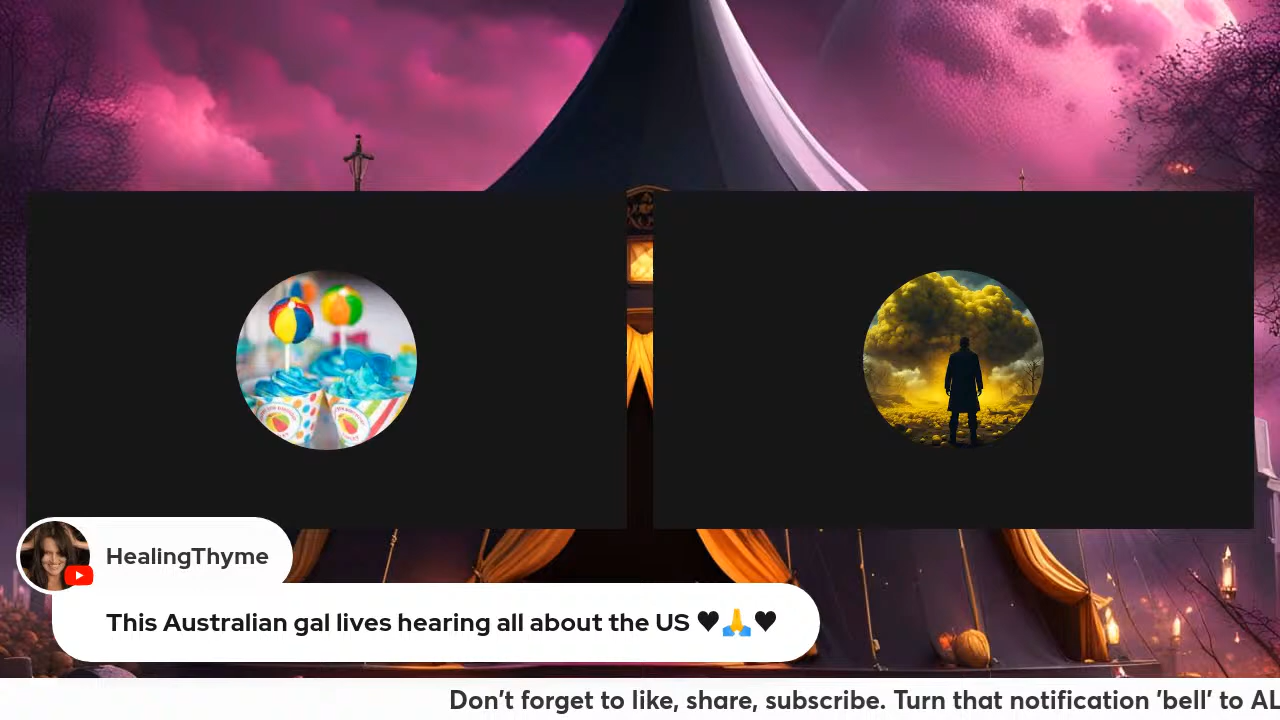 HealingThyme
This Australian gal lives hearing all about the US ♥🙏♥
Don't forget to like, share, subscribe. Turn that notification 'bell' to AL